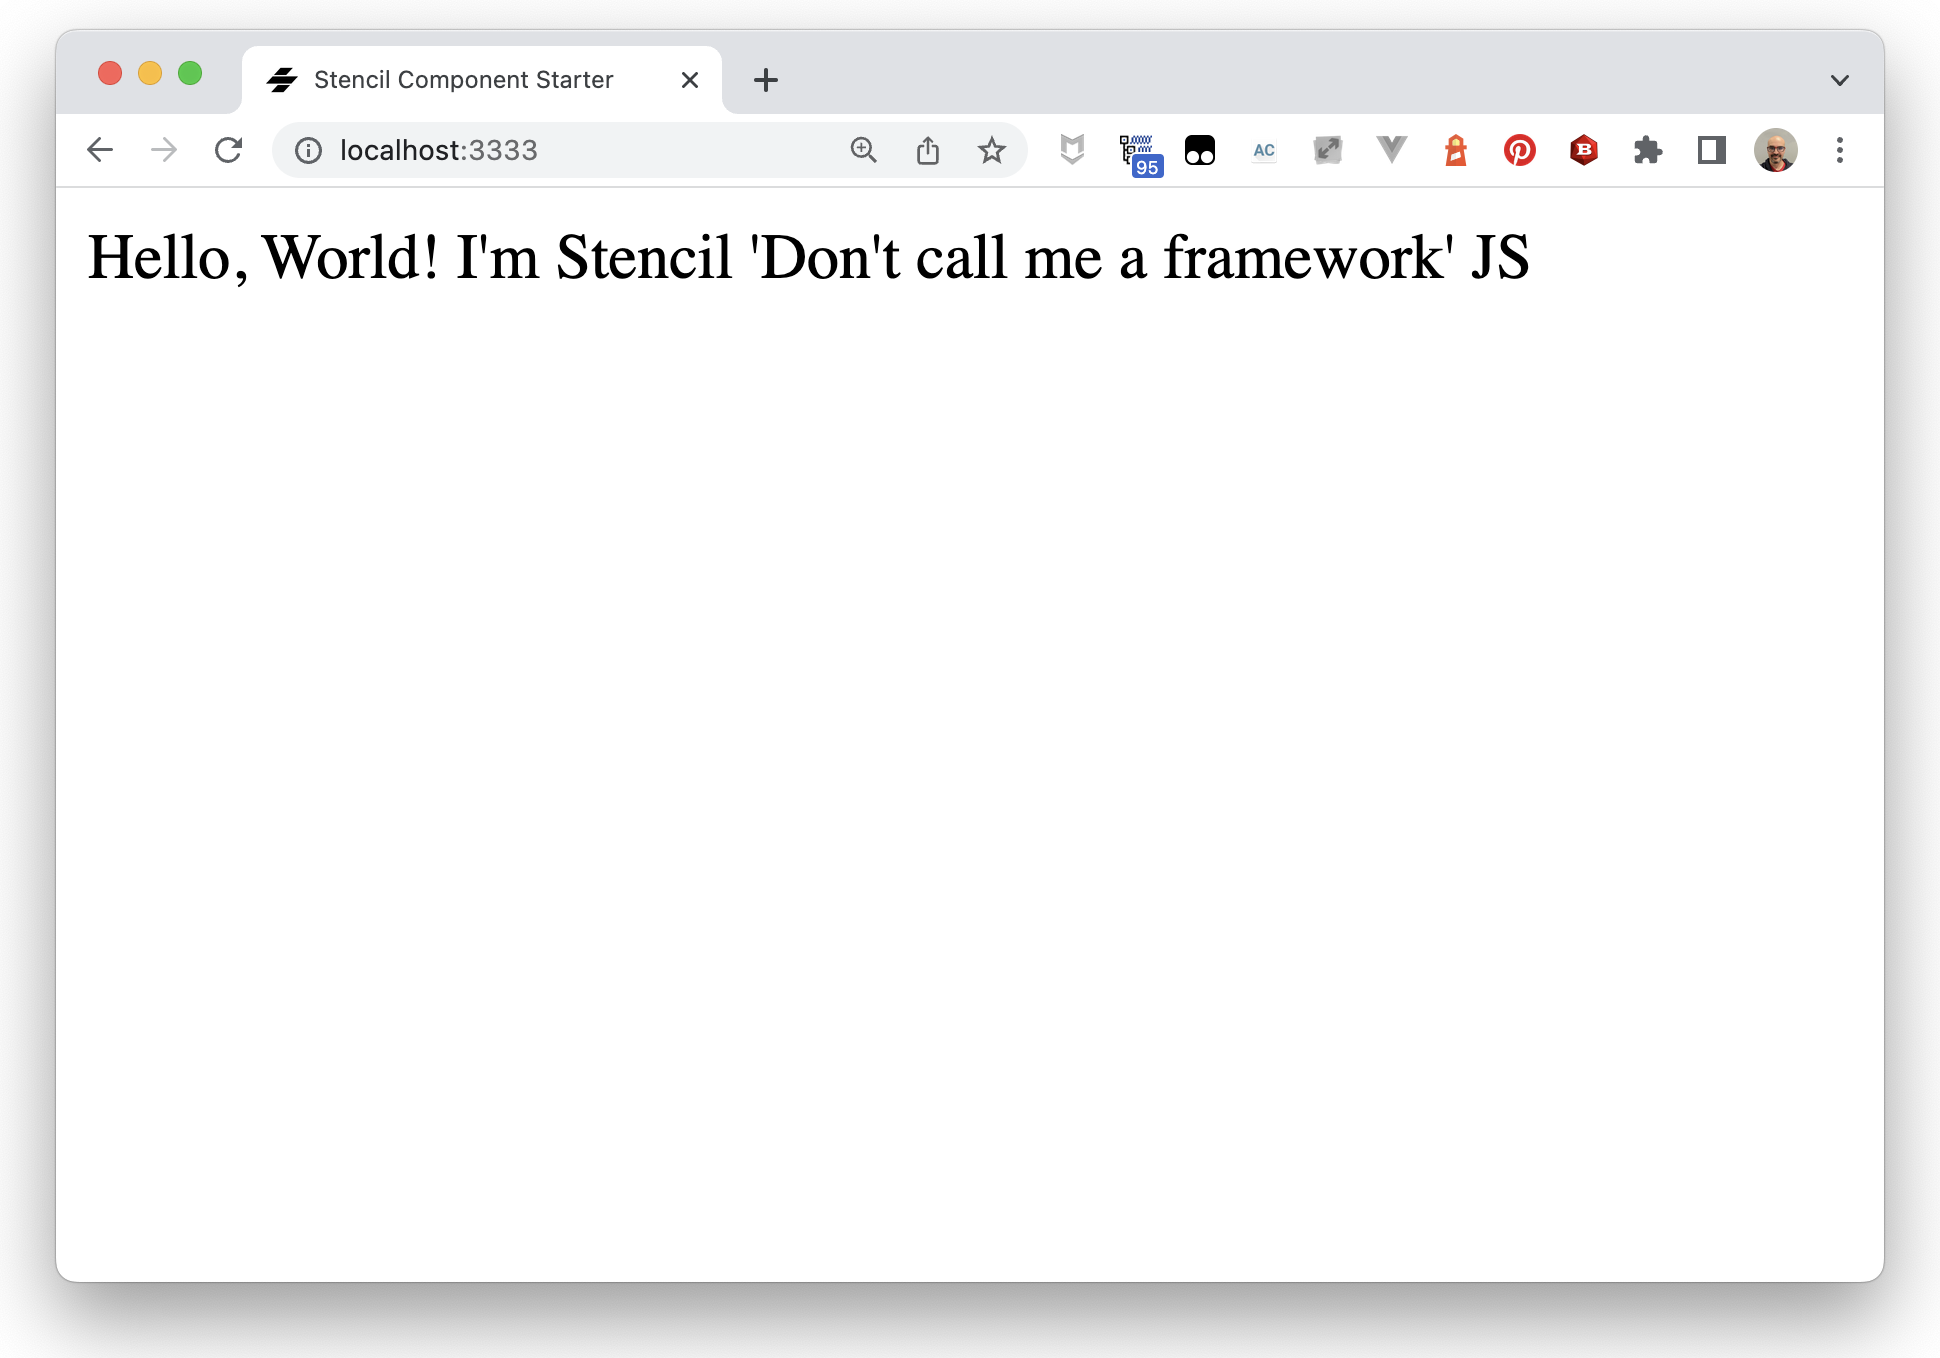 Stencil Component Starter
localhost:3333
95
AC
B
Hello, World! I'm Stencil 'Don't call me a framework' JS